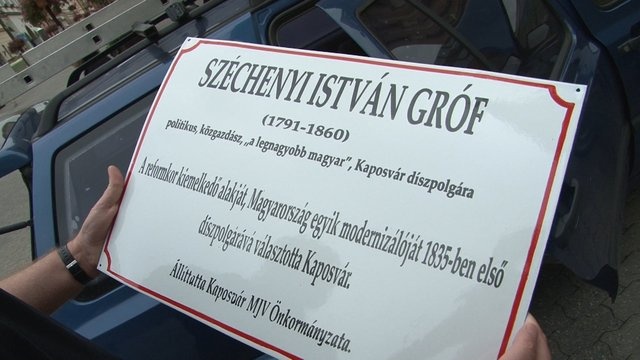 SZÉCHENYI ISTVÁN GRÓF
(1791-1860)
politikus, közgazdász, „a legnagyobb magyar”, Kaposvár díszpolgára
A reformkor kiemelkedő alakját, Magyarország egyik modernizálóját 1835-ben első
díszpolgárává választotta Kaposvár.
Állíttatta Kaposvár MJV Önkormányzata.